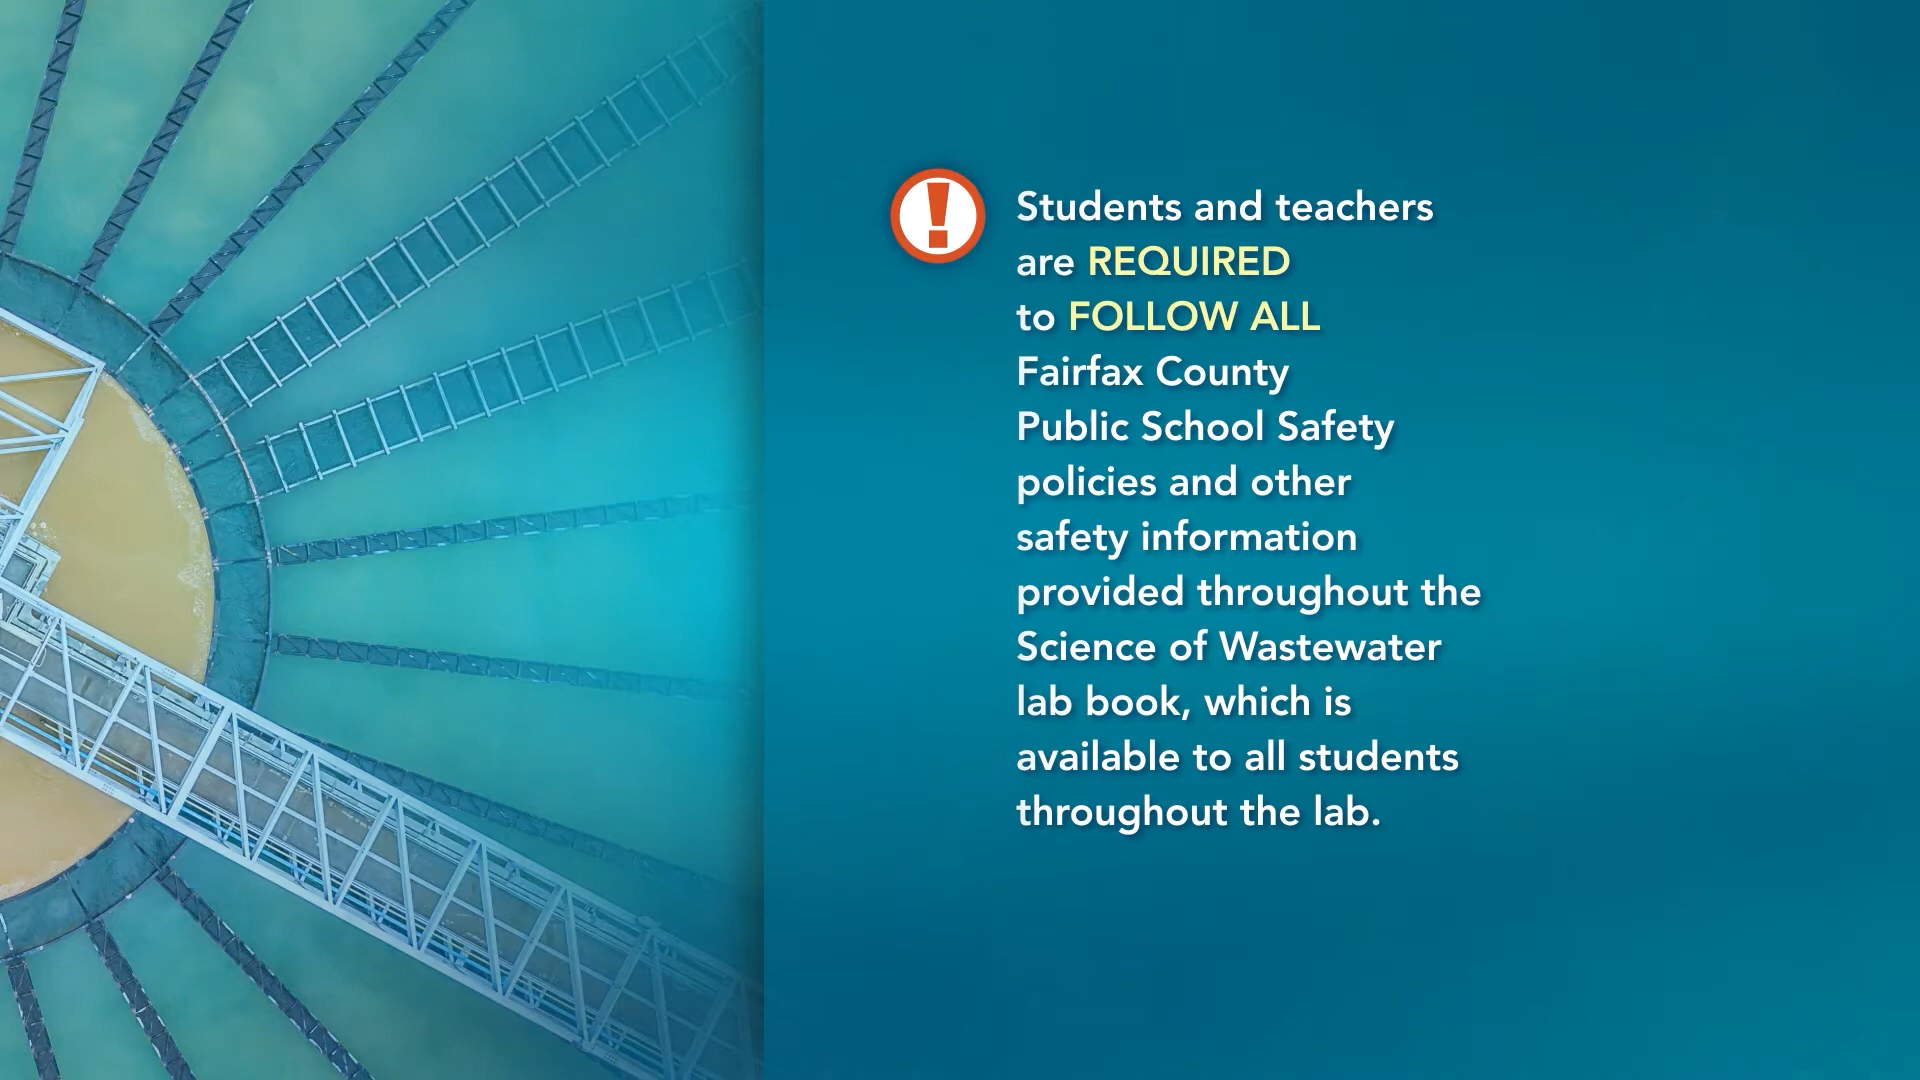 Students and teachers
are REQUIRED
to FOLLOW ALL
Fairfax County
Public School Safety
policies and other
safety information
provided throughout the
Science of Wastewater
lab book, which is
available to all students
throughout the lab.